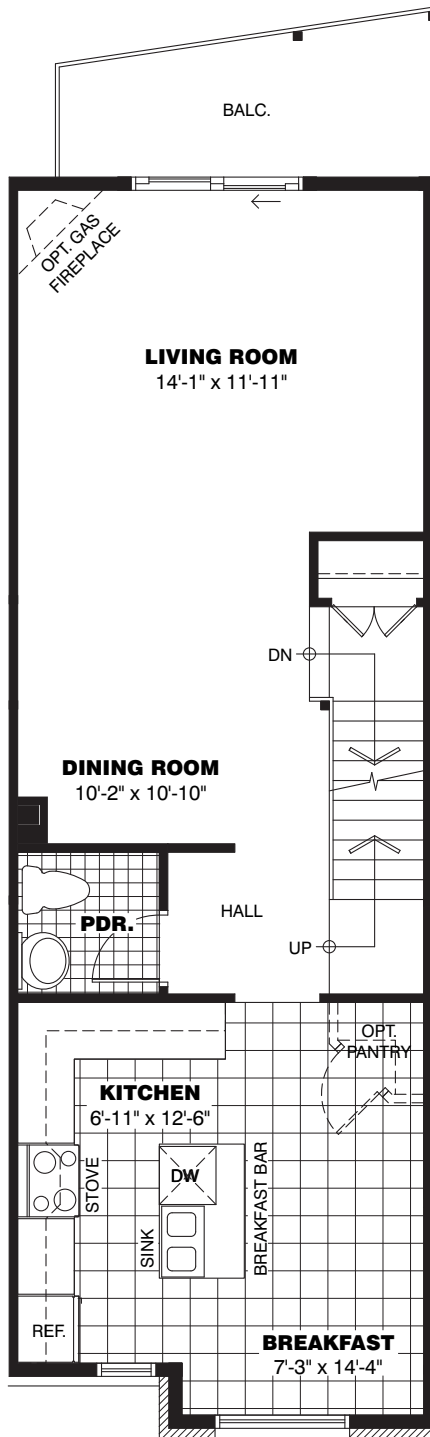 BALC.
OPT. GAS
FIREPLACE
LIVING ROOM
14'-1" x 11'-11"
DN
DINING ROOM
10'-2" x 10'-10"
HALL
PDR.
UP
OPT.
PANTRY
KITCHEN
6'-11" x 12'-6"
STOVE
DW
SINK
BREAKFAST BAR
REF.
BREAKFAST
7'-3" x 14'-4"